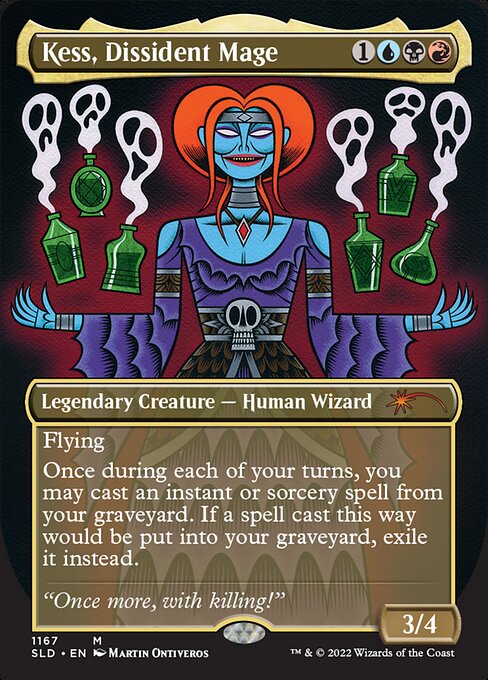 Kess, Dissident Mage 1
Legendary Creature — Human Wizard
Flying
Once during each of your turns, you
may cast an instant or sorcery spell from
your graveyard. If a spell cast this way
would be put into your graveyard, exile
it instead.
“Once more, with killing!”
3/4
1167 M
SLD • EN Martin Ontiveros
™ & © 2022 Wizards of the Coast